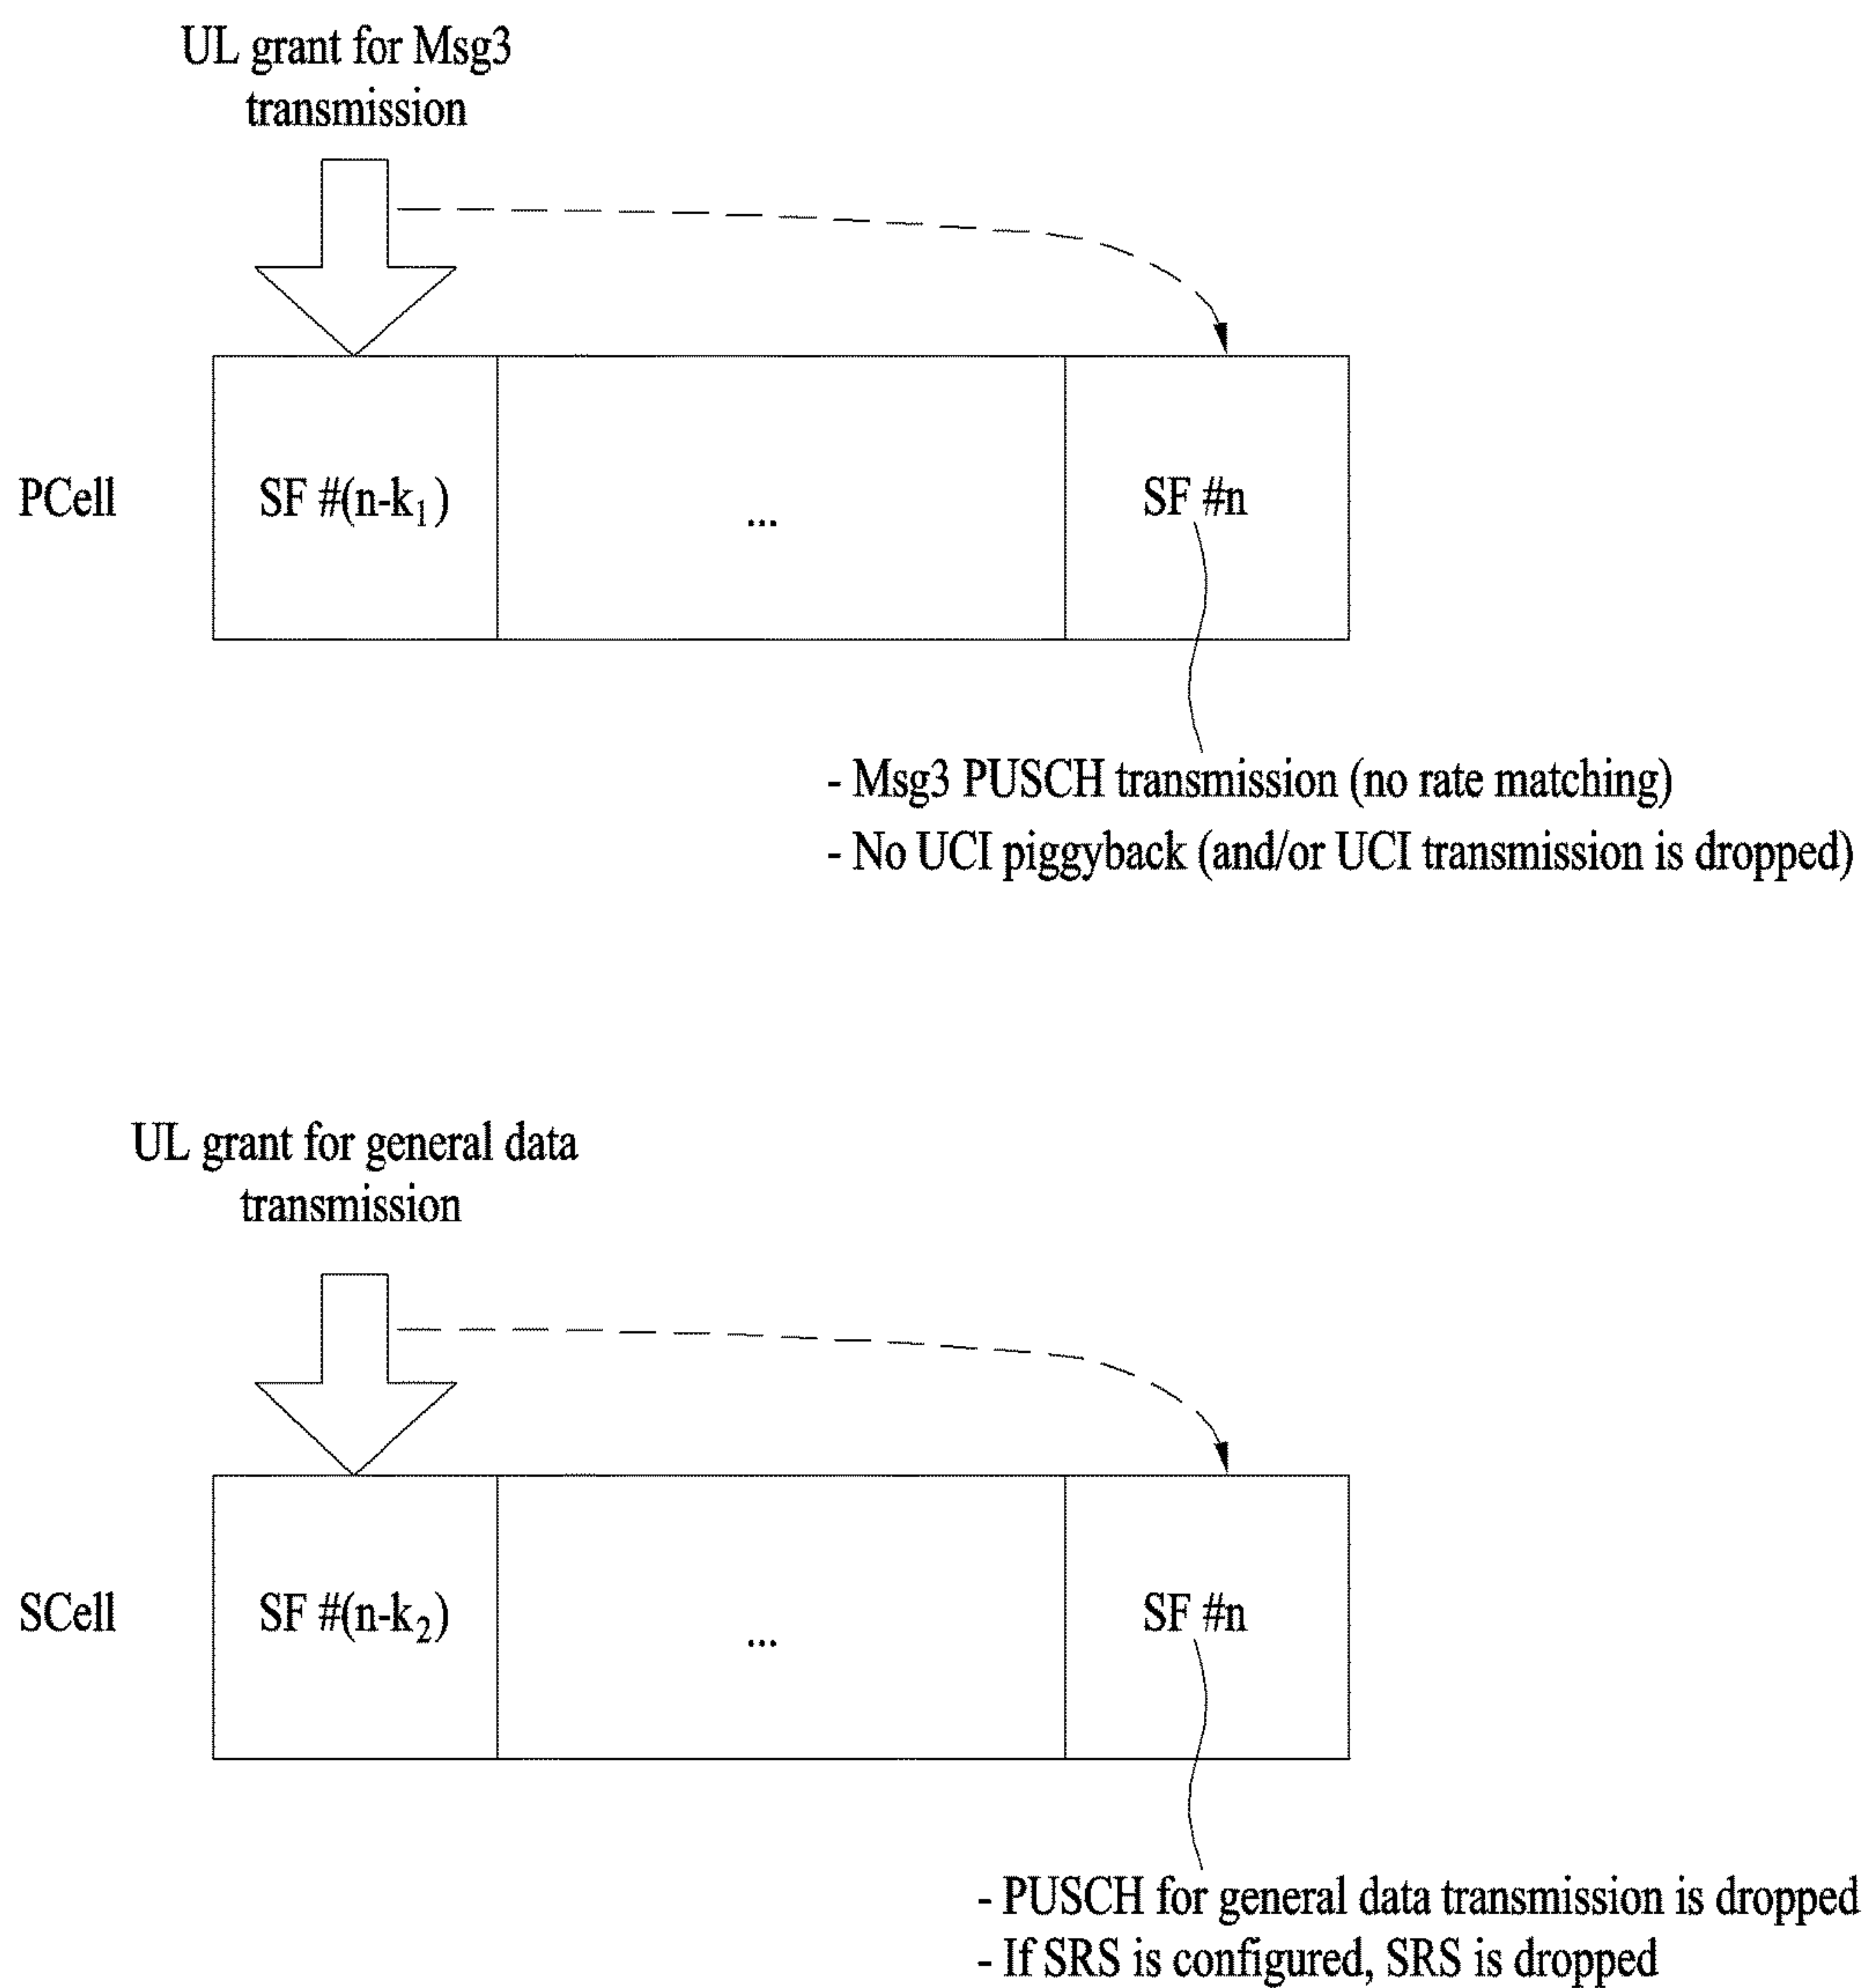 UL grant for Msg3
transmission
PCell
SF #(n-k₁)
...
SF #n
- Msg3 PUSCH transmission (no rate matching)
- No UCI piggyback (and/or UCI transmission is dropped)
UL grant for general data
transmission
SCell
SF #(n-k₂)
...
SF #n
- PUSCH for general data transmission is dropped
- If SRS is configured, SRS is dropped